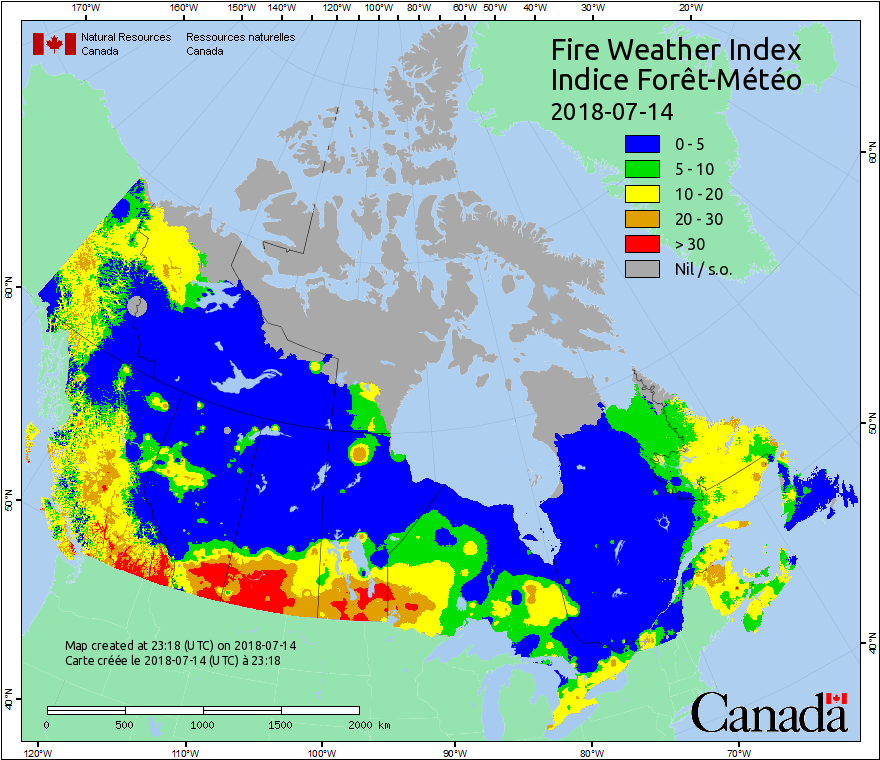 170°W 160°W 150°W 140°W 120°W 100°W 80°W 60°W 50°W 40°W 30°W 20°W
Natural Resources Canada
Ressources naturelles Canada
Fire Weather Index
Indice Forêt-Météo
2018-07-14
0 - 5
5 - 10
10 - 20
20 - 30
> 30
Nil / s.o.
60°N
50°N
40°N
60°N
50°N
40°N
Map created at 23:18 (UTC) on 2018-07-14
Carte créée le 2018-07-14 (UTC) à 23:18
0 500 1000 1500 2000 km
Canada
120°W 110°W 100°W 90°W 80°W 70°W